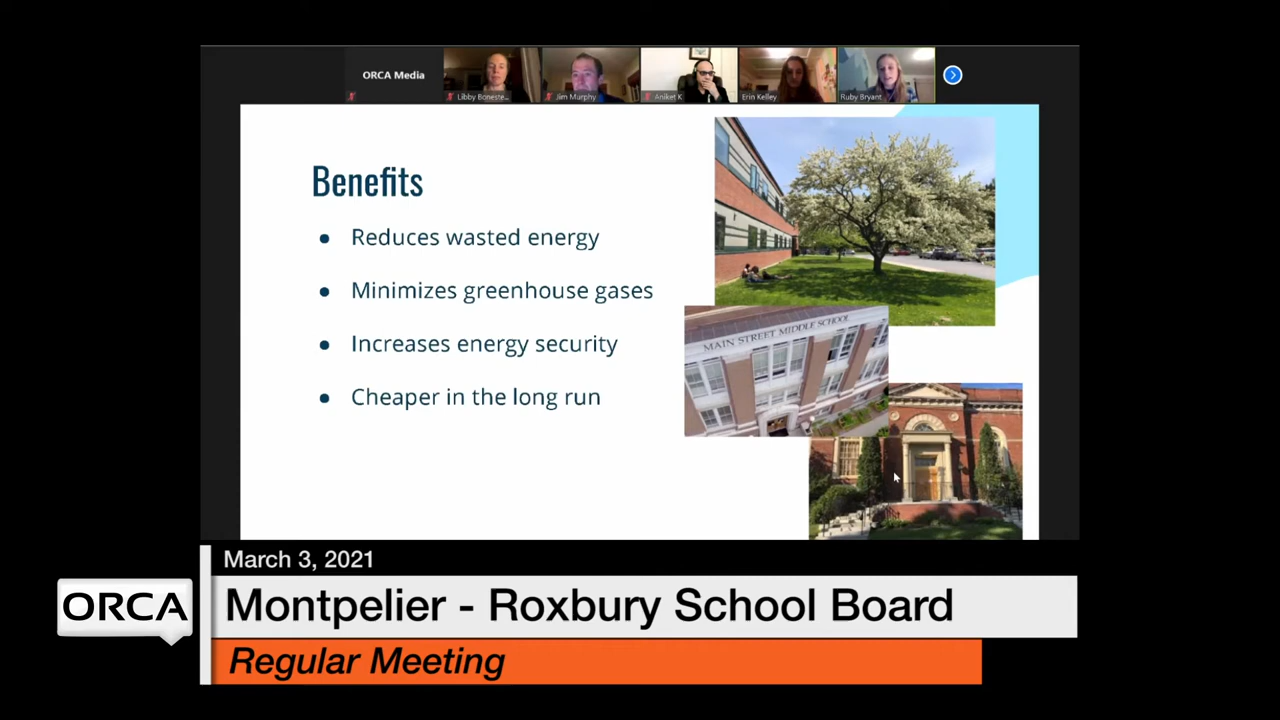 ORCA Media
Libby Boneste...
Jim Murphy
Aniket K
Erin Kelley
Ruby Bryant
Benefits
● Reduces wasted energy
● Minimizes greenhouse gases
● Increases energy security
● Cheaper in the long run
MAIN STREET MIDDLE SCHOOL
March 3, 2021
ORCA
Montpelier - Roxbury School Board
Regular Meeting